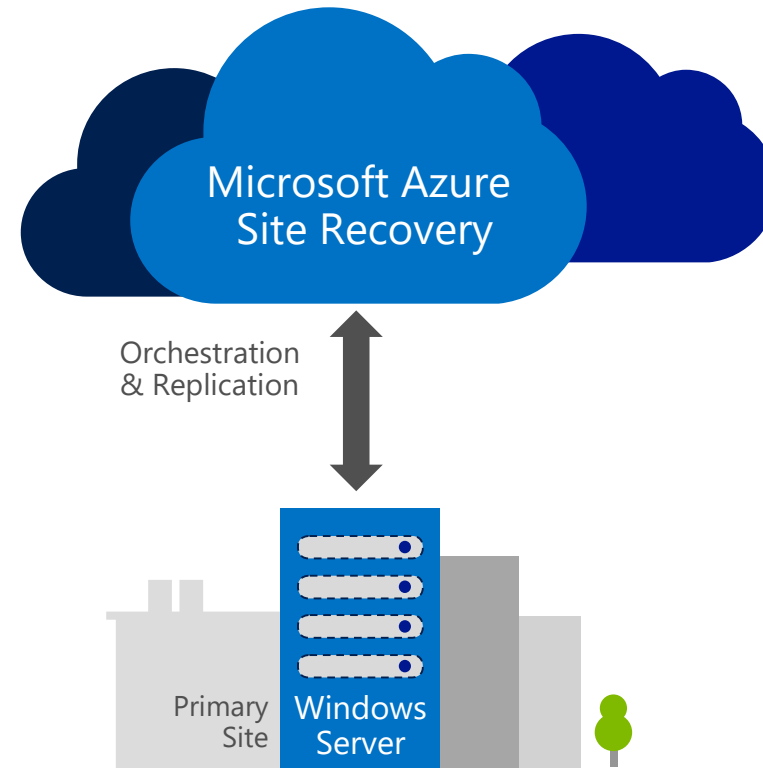 Microsoft Azure
Site Recovery
Orchestration
& Replication
Primary
Site
Windows
Server